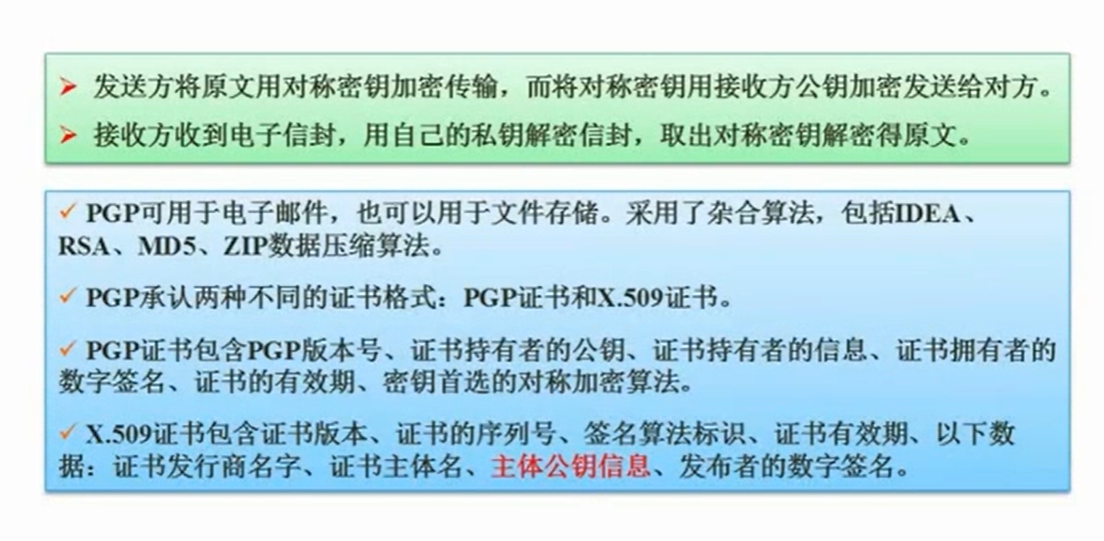 ➢ 发送方将原文用对称密钥加密传输，而将对称密钥用接收方公钥加密发送给对方。
➢ 接收方收到电子信封，用自己的私钥解密信封，取出对称密钥解密得原文。
✓ PGP可用于电子邮件，也可以用于文件存储。采用了杂合算法，包括IDEA、
RSA、MD5、ZIP数据压缩算法。
✓ PGP承认两种不同的证书格式：PGP证书和X.509证书。
✓ PGP证书包含PGP版本号、证书持有者的公钥、证书持有者的信息、证书拥有者的
数字签名、证书的有效期、密钥首选的对称加密算法。
✓ X.509证书包含证书版本、证书的序列号、签名算法标识、证书有效期、以下数
据：证书发行商名字、证书主体名、主体公钥信息、发布者的数字签名。